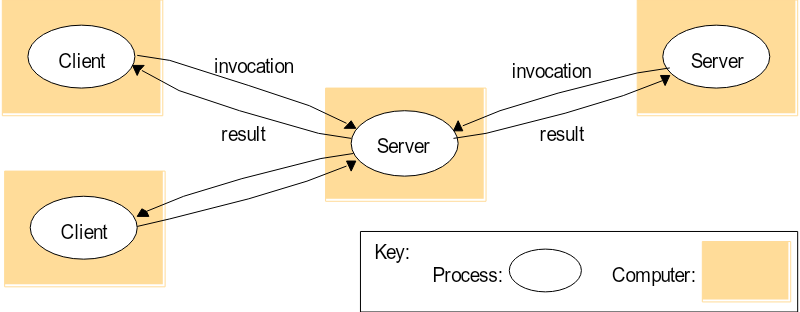 Client
invocation
invocation
Server
result
Server
result
Client
Key:
Process:
Computer: